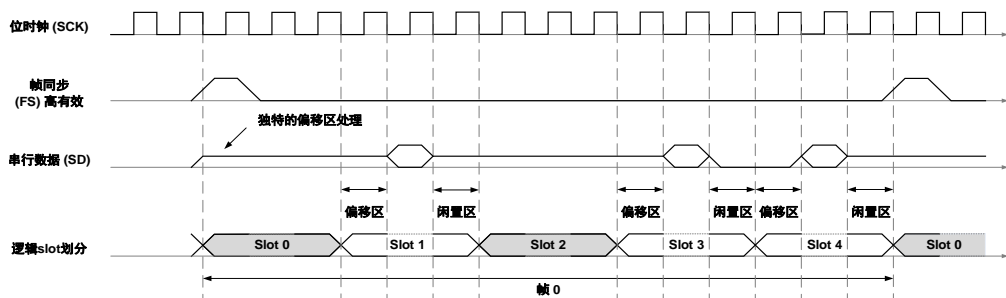 位时钟 (SCK)
帧同步
(FS) 高有效
独特的偏移区处理
串行数据 (SD)
偏移区
闲置区
偏移区
闲置区
偏移区
闲置区
逻辑slot划分
Slot 0
Slot 1
Slot 2
Slot 3
Slot 4
Slot 0
帧 0